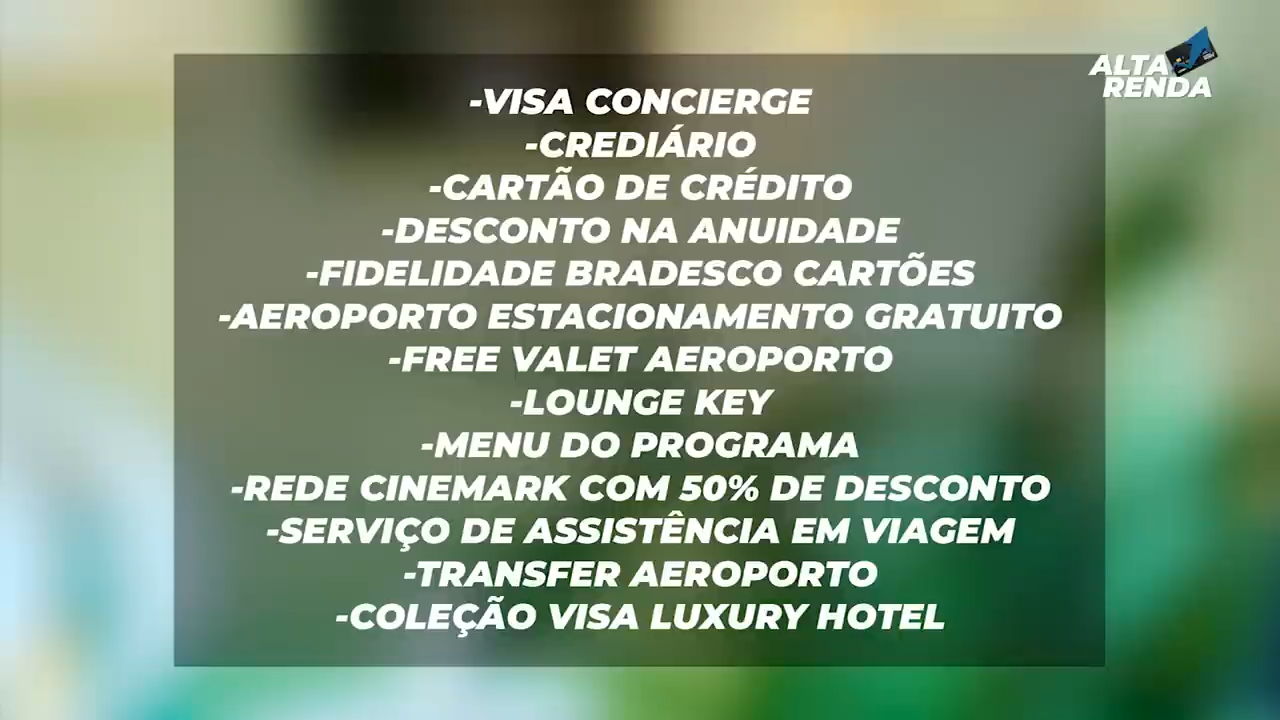 ALTA
RENDA
-VISA CONCIERGE
-CREDIÁRIO
-CARTÃO DE CRÉDITO
-DESCONTO NA ANUIDADE
-FIDELIDADE BRADESCO CARTÕES
-AEROPORTO ESTACIONAMENTO GRATUITO
-FREE VALET AEROPORTO
-LOUNGE KEY
-MENU DO PROGRAMA
-REDE CINEMARK COM 50% DE DESCONTO
-SERVIÇO DE ASSISTÊNCIA EM VIAGEM
-TRANSFER AEROPORTO
-COLEÇÃO VISA LUXURY HOTEL